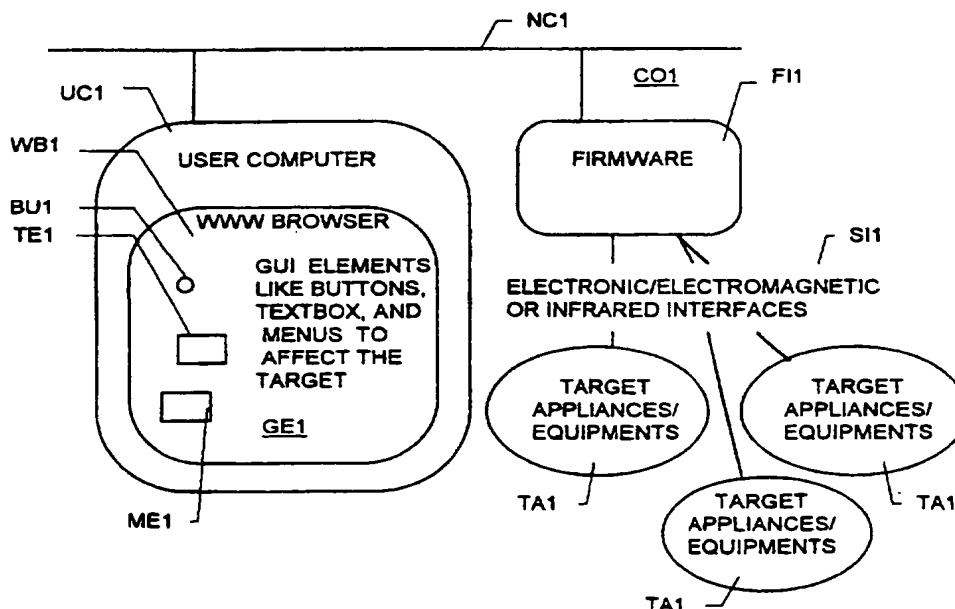 NC1
CO1
FI1
UC1
USER COMPUTER
FIRMWARE
WB1
WWW BROWSER
BU1
TE1
GUI ELEMENTS
LIKE BUTTONS,
TEXTBOX, AND
MENUS TO
AFFECT THE
TARGET
GE1
ME1
SI1
ELECTRONIC/ELECTROMAGNETIC
OR INFRARED INTERFACES
TARGET
APPLIANCES/
EQUIPMENTS
TA1
TARGET
APPLIANCES/
EQUIPMENTS
TA1
TARGET
APPLIANCES/
EQUIPMENTS
TA1